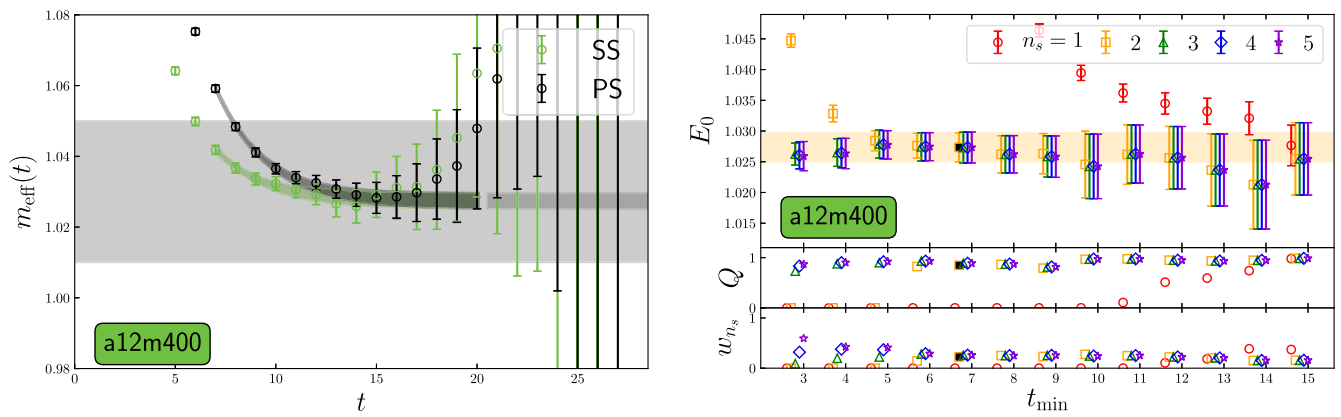 1.08
1.06
1.04
1.02
1.00
0.98
m_eff(t)
SS
PS
a12m400
0 5 10 15 20 25
t
1.045
1.040
1.035
1.030
1.025
1.020
1.015
E_0
n_s = 1 2 3 4 5
a12m400
1
0
Q
1
0
w_{n_s}
3 4 5 6 7 8 9 10 11 12 13 14 15
t_min